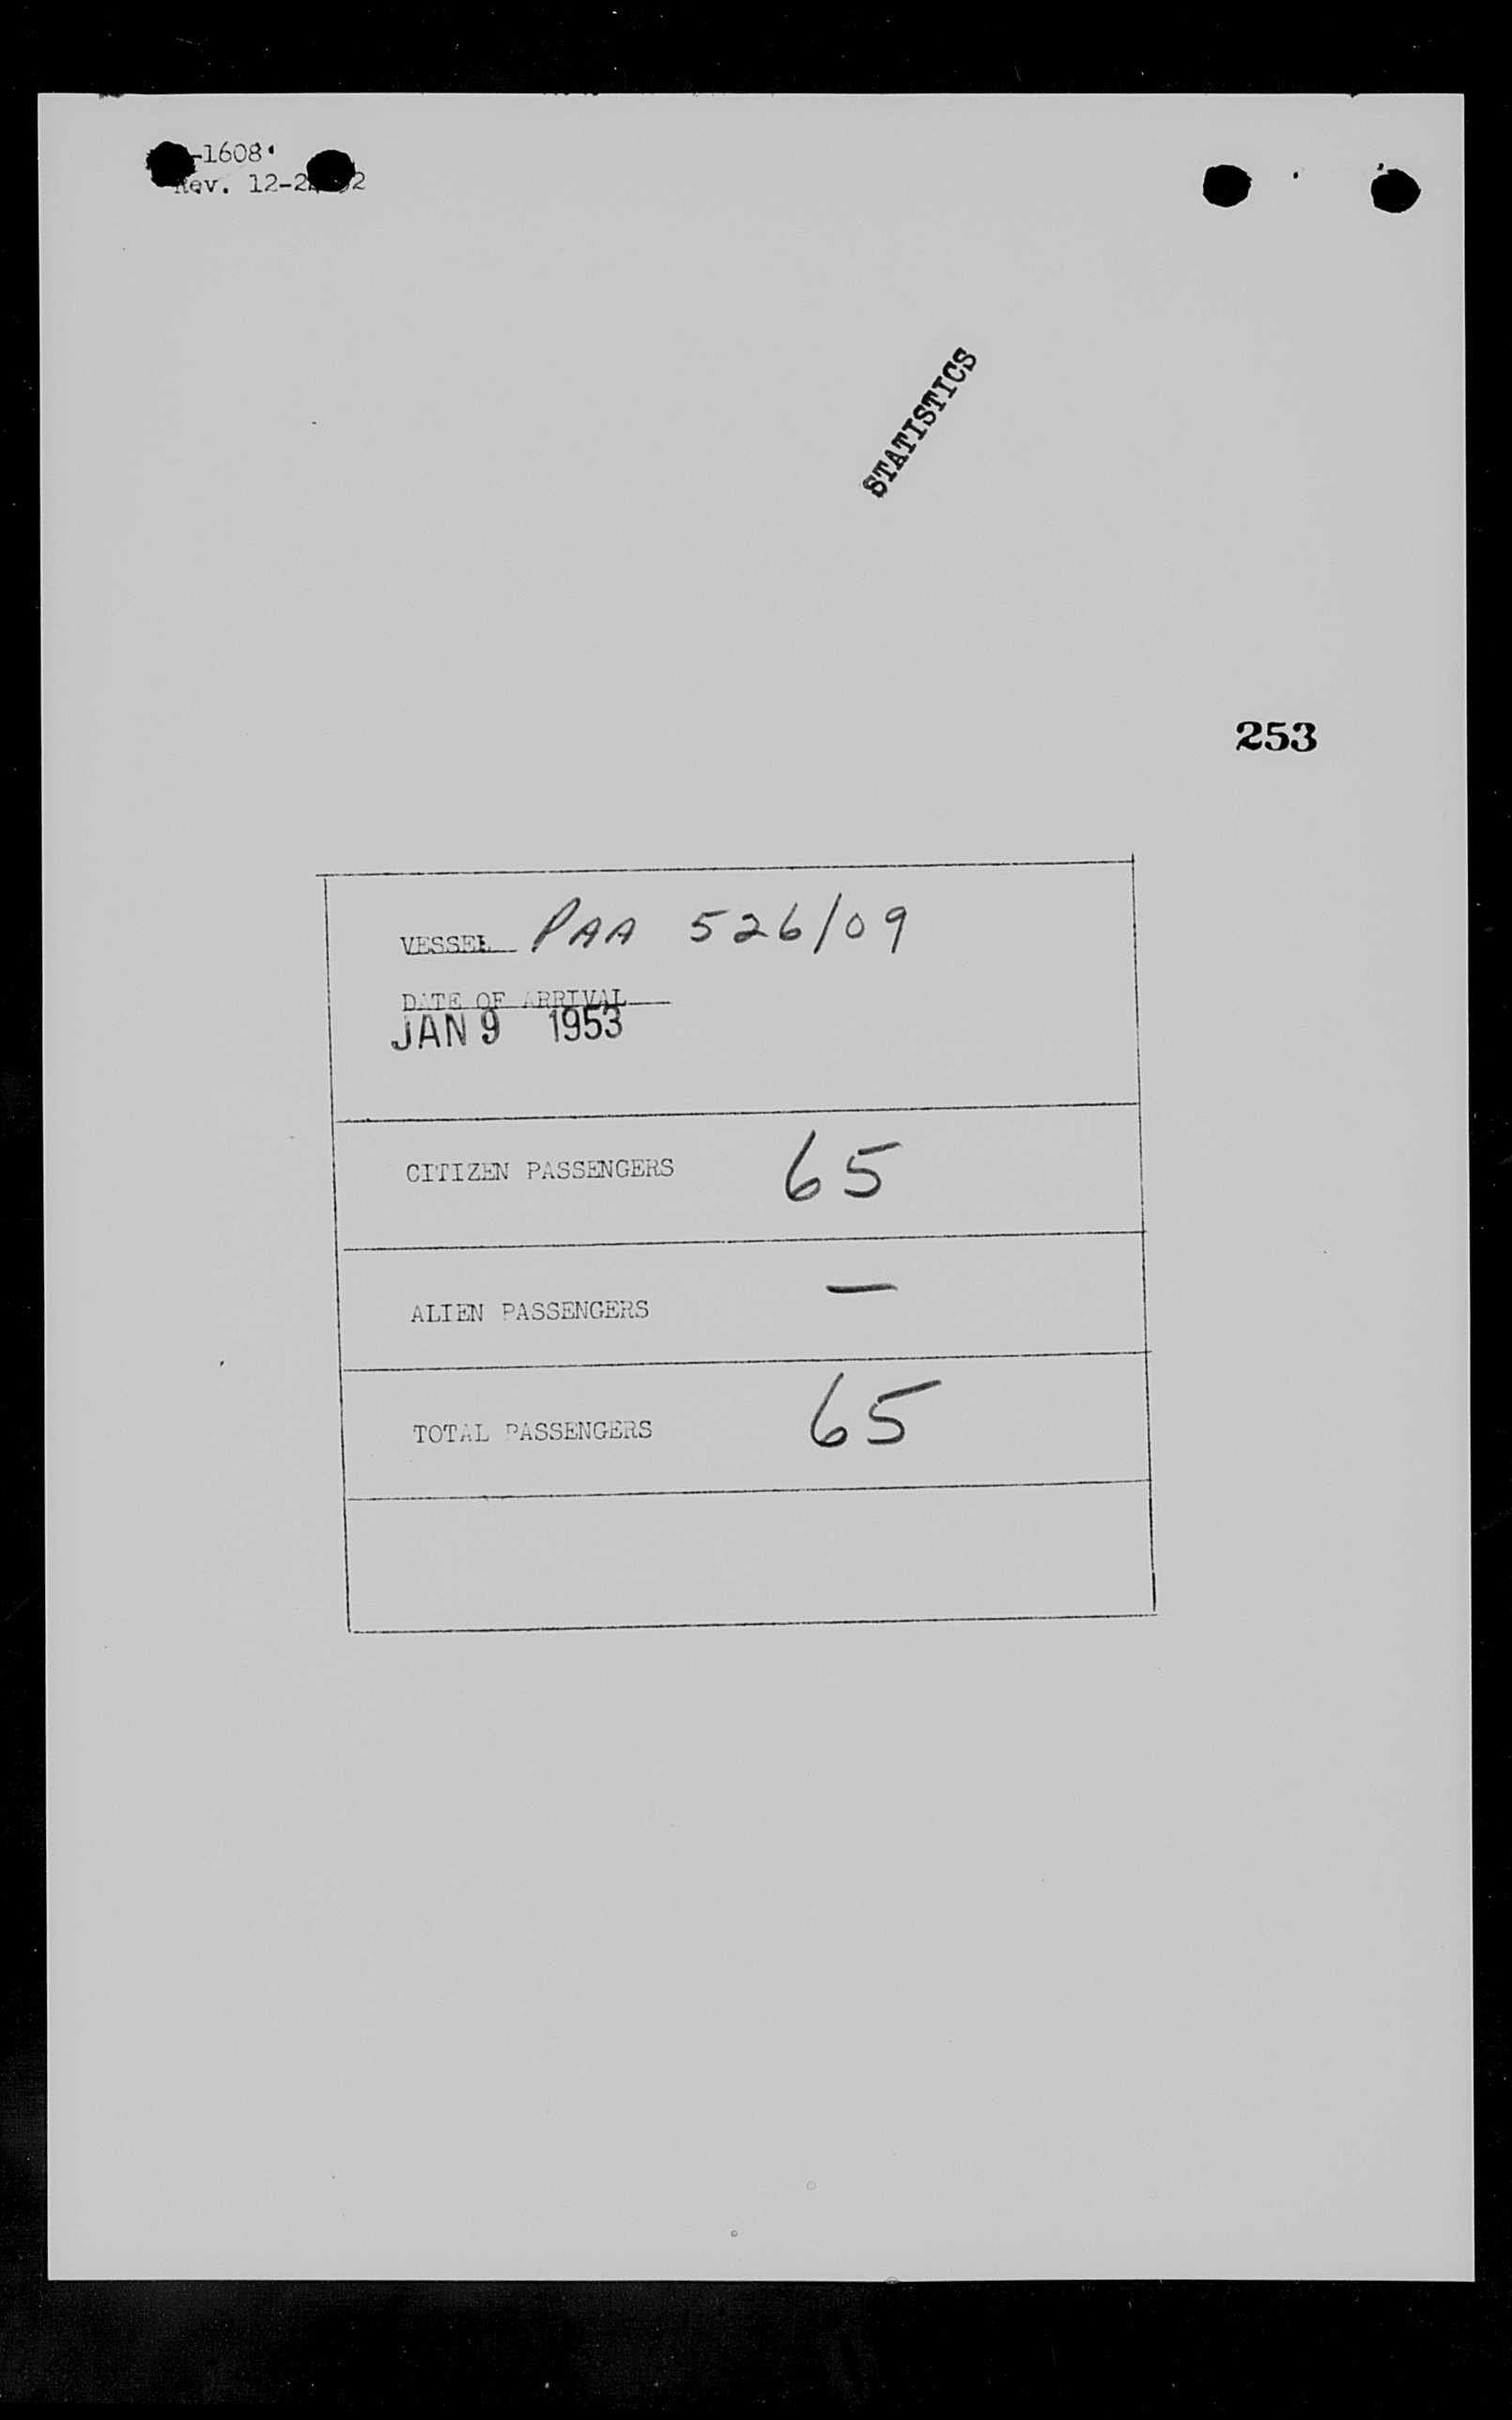 -1608
Rev. 12-2
STATISTICS
253
VESSEL PAA 526/09
DATE OF ARRIVAL
JAN 9 1953
CITIZEN PASSENGERS 65
ALIEN PASSENGERS —
TOTAL PASSENGERS 65